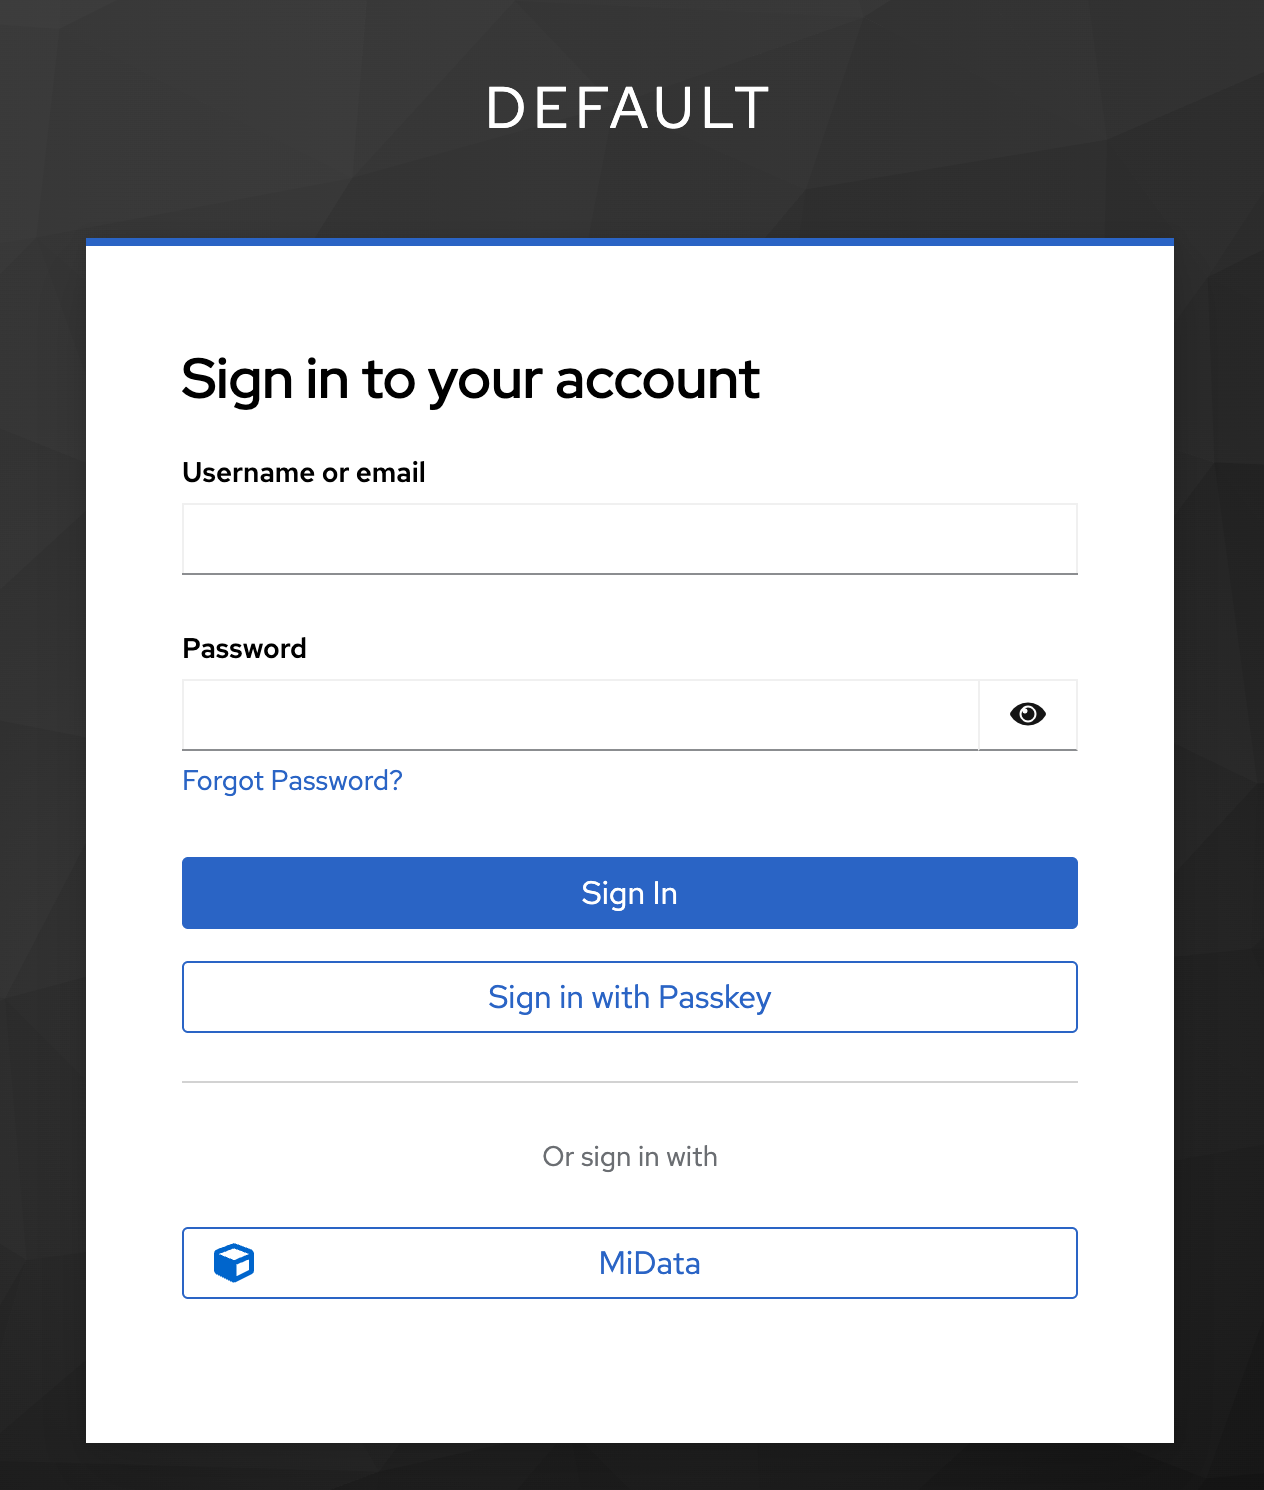 DEFAULT
Sign in to your account
Username or email
Password
Forgot Password?
Sign In
Sign in with Passkey
Or sign in with
MiData